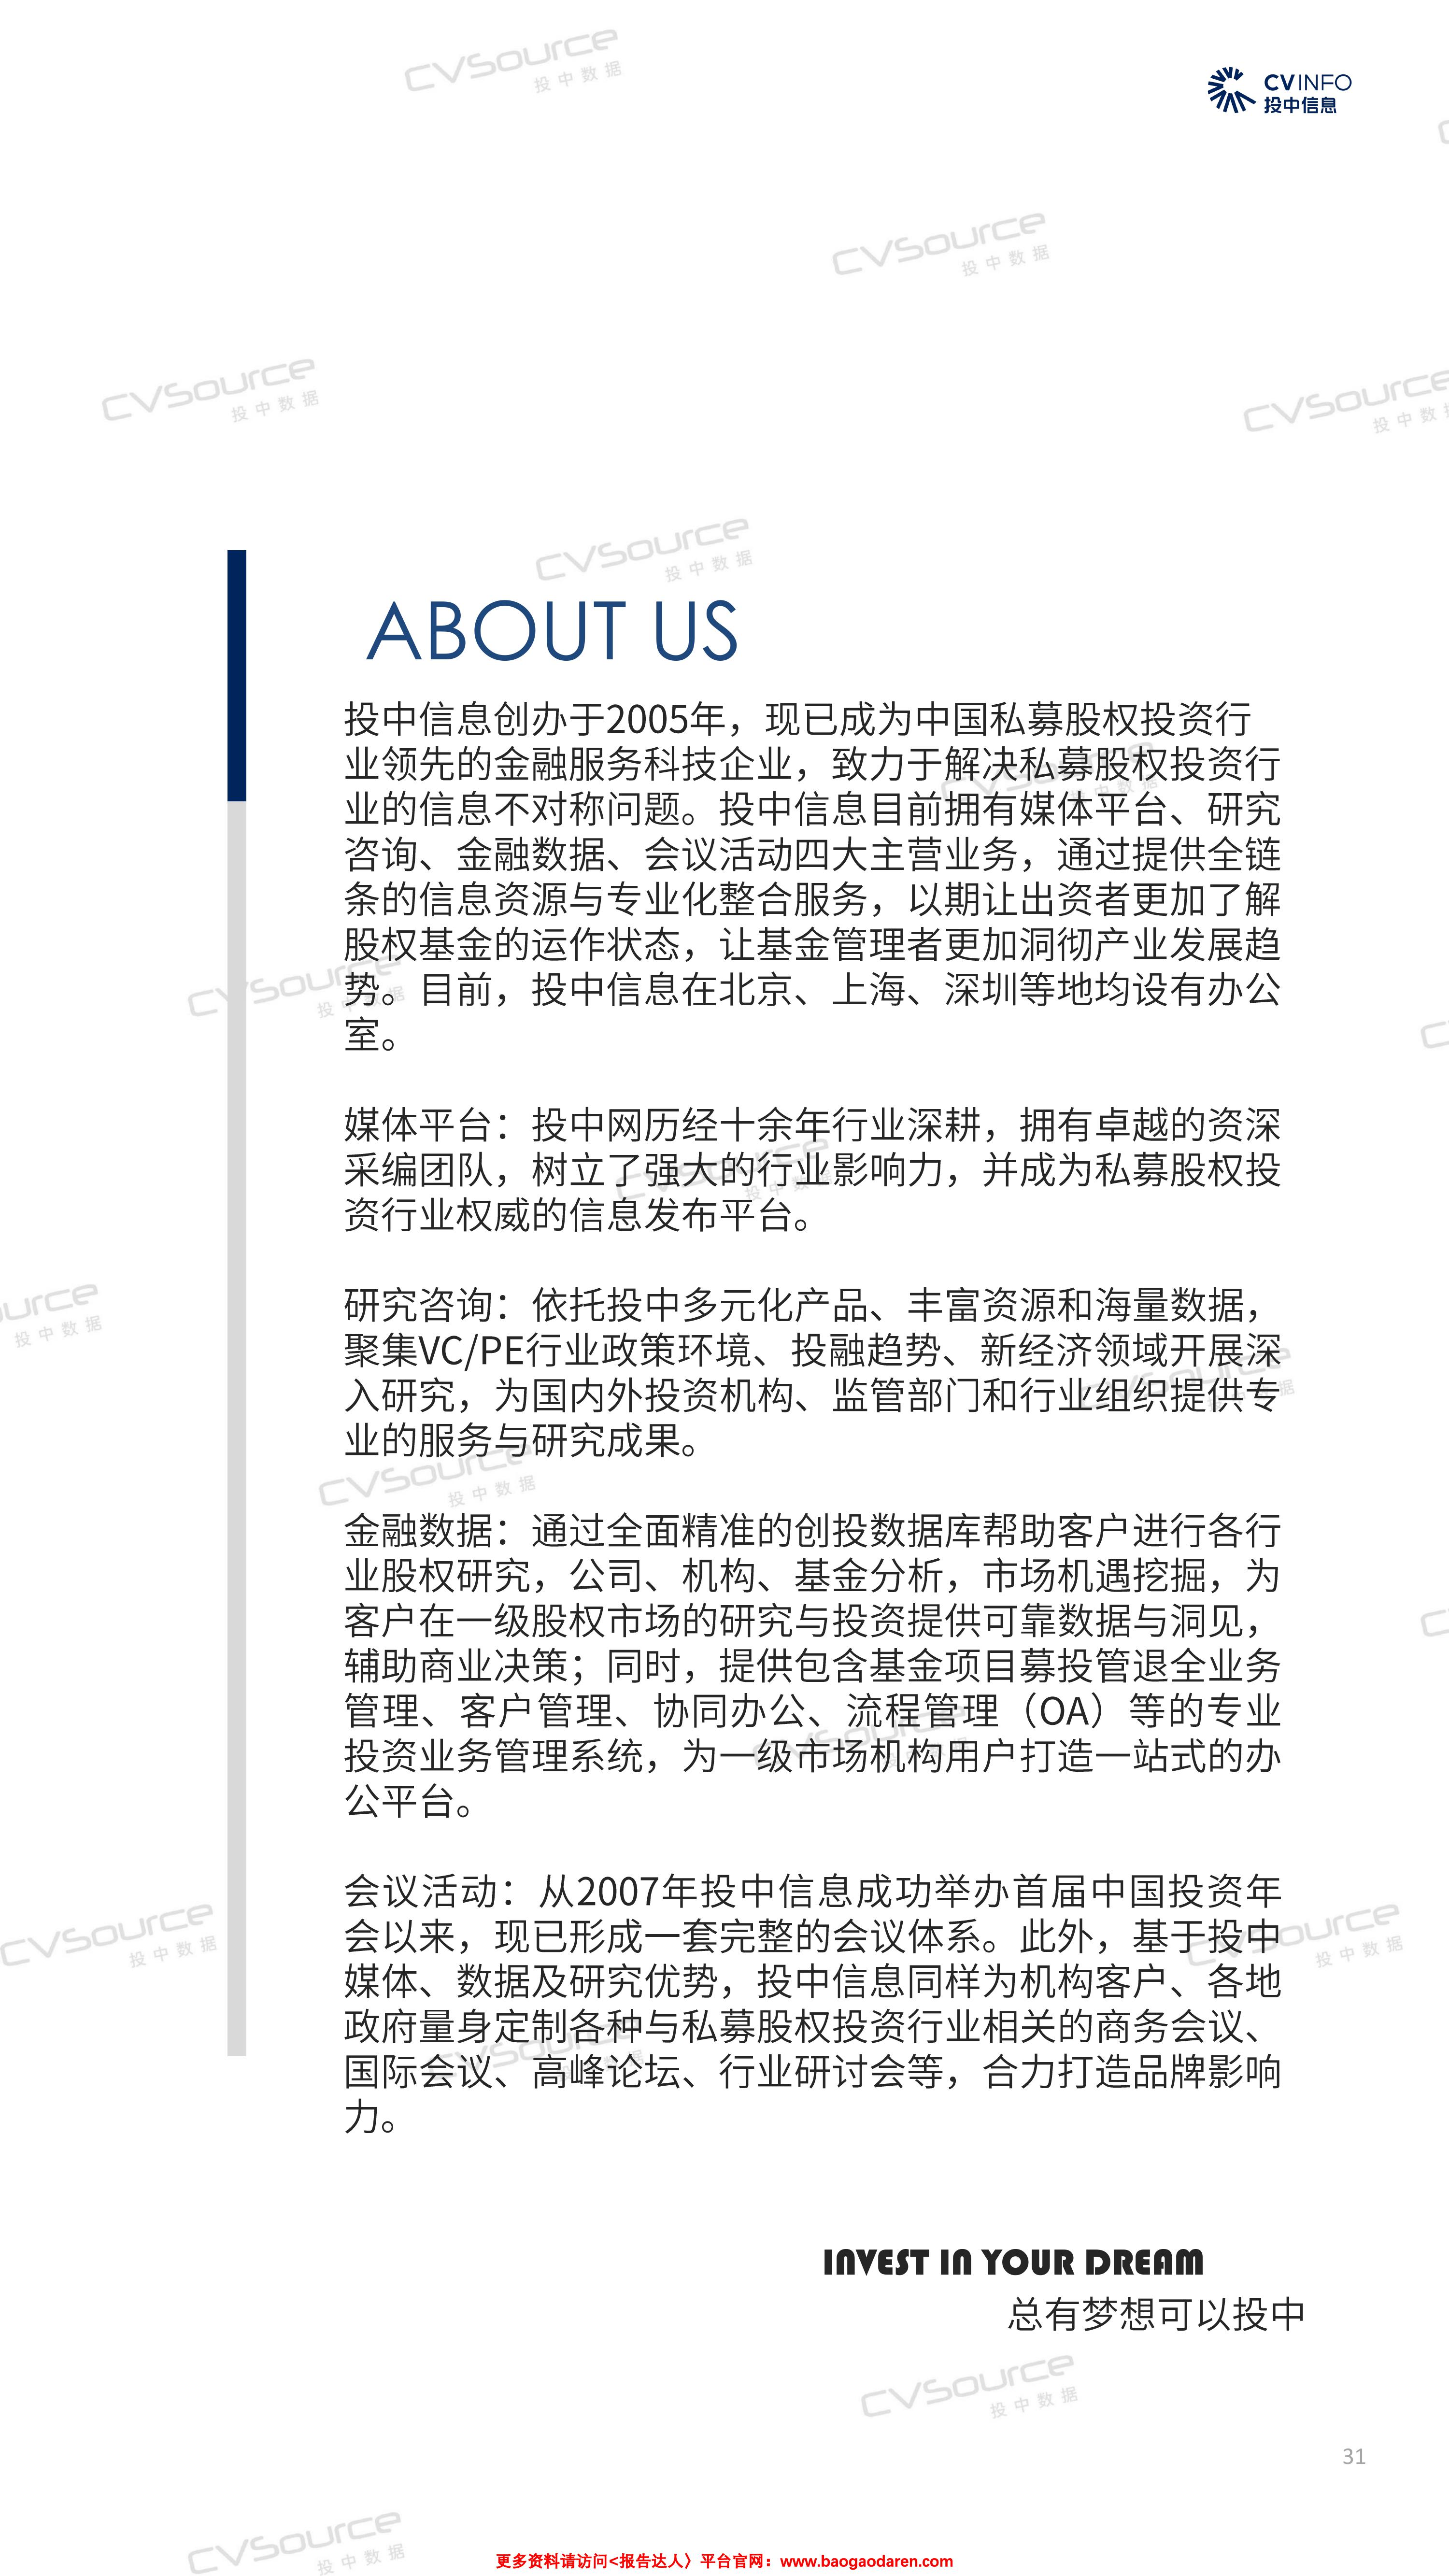 CVINFO
投中信息
ABOUT US
投中信息创办于2005年，现已成为中国私募股权投资行
业领先的金融服务科技企业，致力于解决私募股权投资行
业的信息不对称问题。投中信息目前拥有媒体平台、研究
咨询、金融数据、会议活动四大主营业务，通过提供全链
条的信息资源与专业化整合服务，以期让出资者更加了解
股权基金的运作状态，让基金管理者更加洞彻产业发展趋
势。目前，投中信息在北京、上海、深圳等地均设有办公
室。
媒体平台：投中网历经十余年行业深耕，拥有卓越的资深
采编团队，树立了强大的行业影响力，并成为私募股权投
资行业权威的信息发布平台。
研究咨询：依托投中多元化产品、丰富资源和海量数据，
聚集VC/PE行业政策环境、投融趋势、新经济领域开展深
入研究，为国内外投资机构、监管部门和行业组织提供专
业的服务与研究成果。
金融数据：通过全面精准的创投数据库帮助客户进行各行
业股权研究，公司、机构、基金分析，市场机遇挖掘，为
客户在一级股权市场的研究与投资提供可靠数据与洞见，
辅助商业决策；同时，提供包含基金项目募投管退全业务
管理、客户管理、协同办公、流程管理（OA）等的专业
投资业务管理系统，为一级市场机构用户打造一站式的办
公平台。
会议活动：从2007年投中信息成功举办首届中国投资年
会以来，现已形成一套完整的会议体系。此外，基于投中
媒体、数据及研究优势，投中信息同样为机构客户、各地
政府量身定制各种与私募股权投资行业相关的商务会议、
国际会议、高峰论坛、行业研讨会等，合力打造品牌影响
力。
INVEST IN YOUR DREAM
总有梦想可以投中
31
更多资料请访问<报告达人〉平台官网：www.baogaodaren.com
CVSource
投中数据